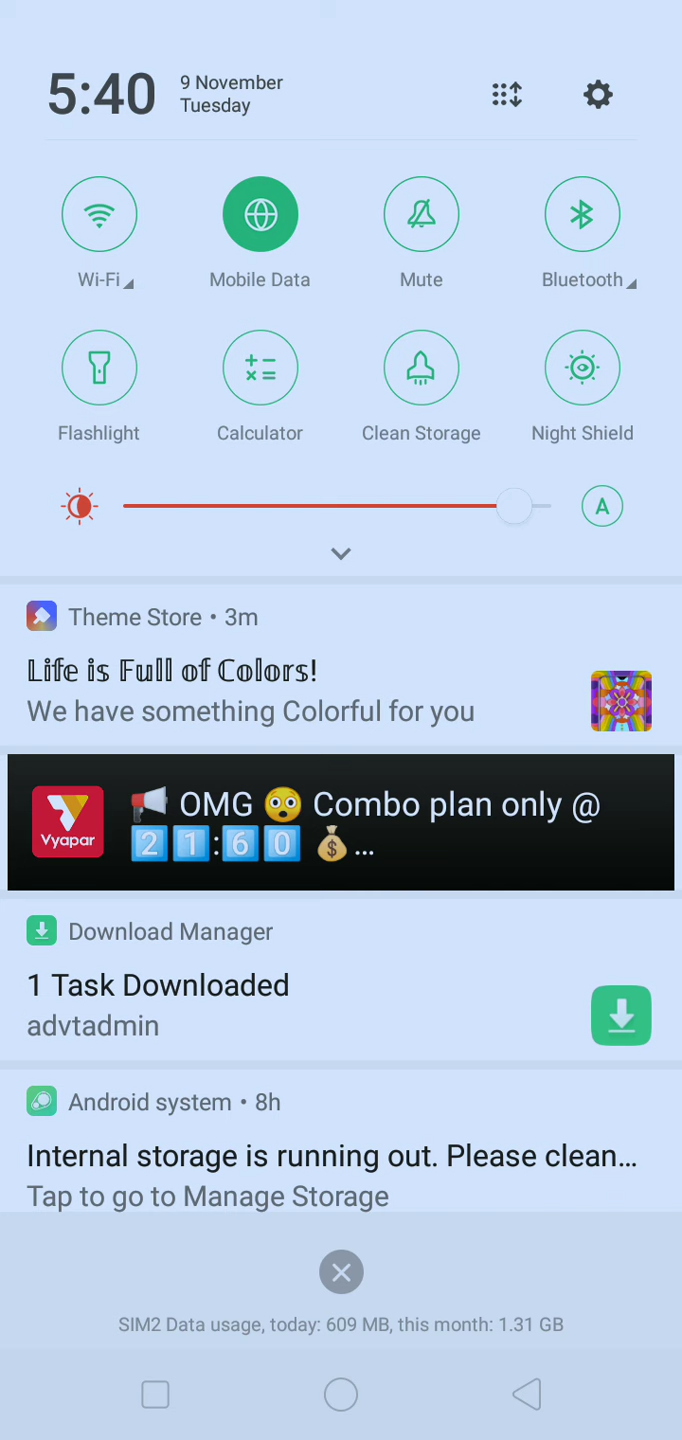 5:40
9 November
Tuesday
Wi-Fi
Mobile Data
Mute
Bluetooth
Flashlight
Calculator
Clean Storage
Night Shield
A
Theme Store • 3m
𝕃𝕚𝕗𝕖 𝕚𝕤 𝔽𝕦𝕝𝕝 𝕠𝕗 ℂ𝕠𝕝𝕠𝕣𝕤!
We have something Colorful for you
Vyapar
📢 OMG 😳 Combo plan only @
2️⃣1️⃣:6️⃣0️⃣ 💰...
Download Manager
1 Task Downloaded
advtadmin
Android system • 8h
Internal storage is running out. Please clean...
Tap to go to Manage Storage
SIM2 Data usage, today: 609 MB, this month: 1.31 GB